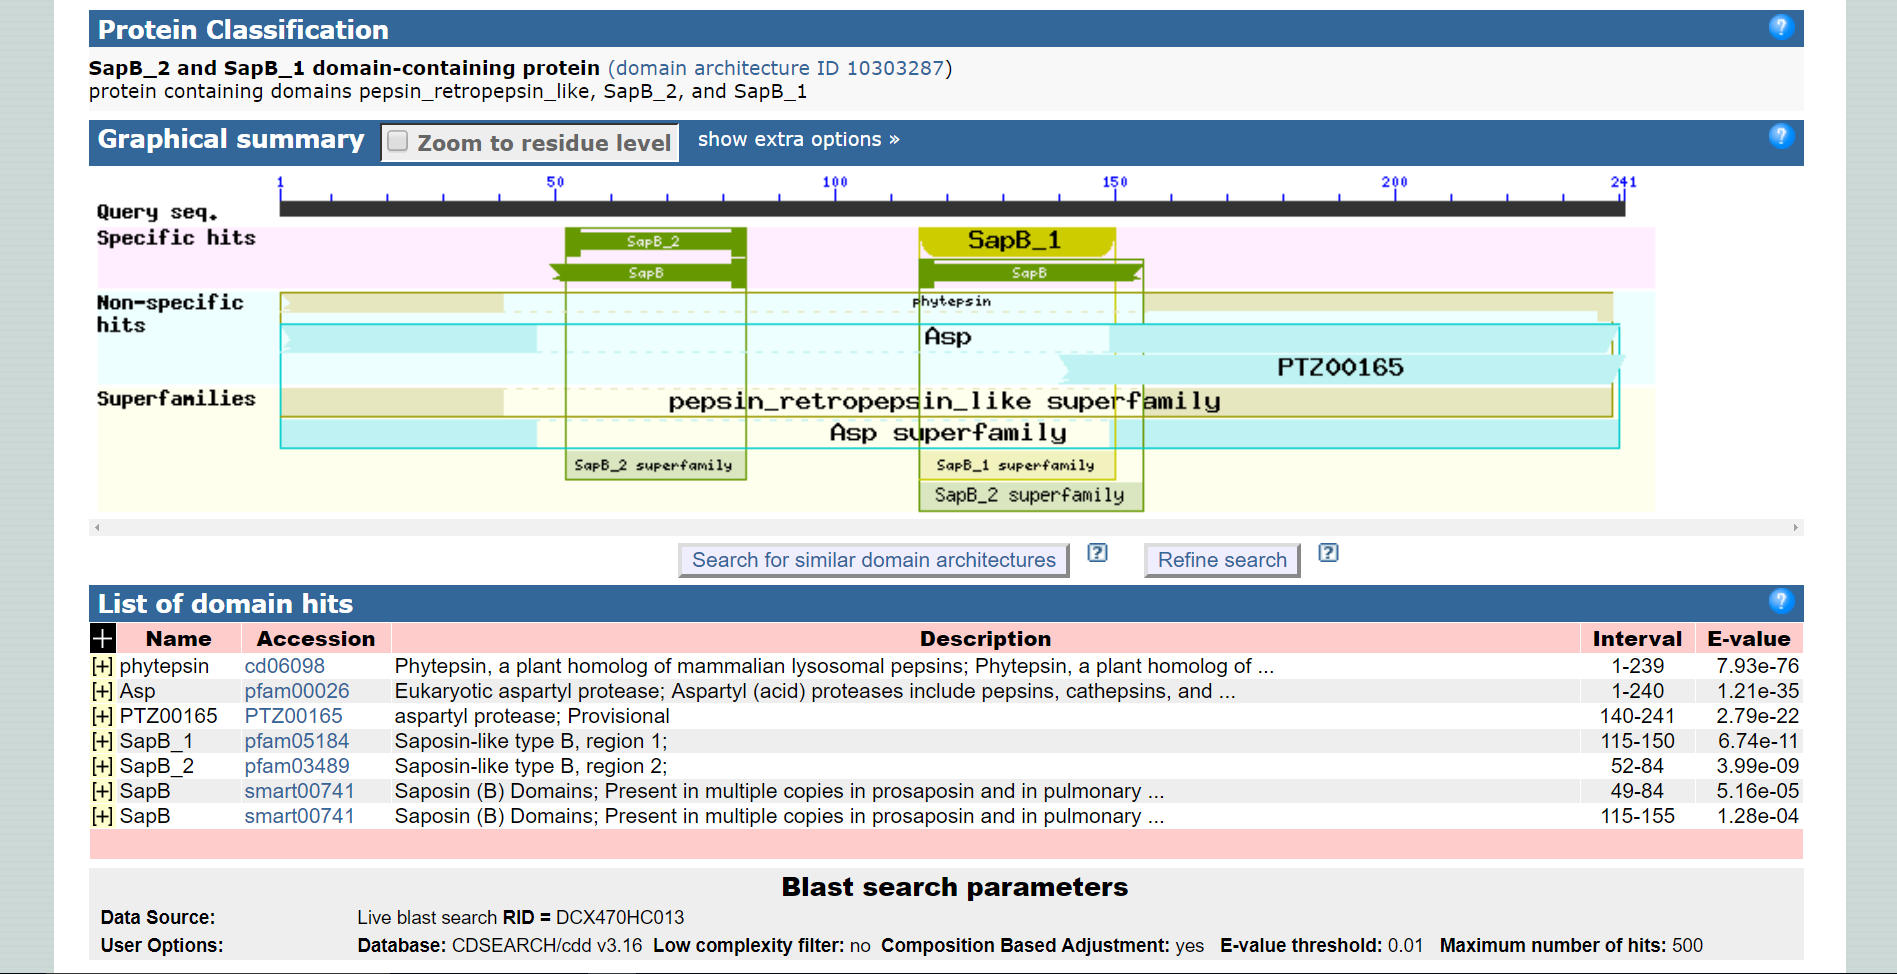 Protein Classification ?
SapB_2 and SapB_1 domain-containing protein (domain architecture ID 10303287)
protein containing domains pepsin_retropepsin_like, SapB_2, and SapB_1
Graphical summary Zoom to residue level show extra options » ?
1 50 100 150 200 241
Query seq.
Specific hits SapB_2 SapB_1
SapB SapB
Non-specific phytepsin
hits Asp
PTZ00165
Superfamilies pepsin_retropepsin_like superfamily
Asp superfamily
SapB_2 superfamily SapB_1 superfamily
SapB_2 superfamily
Search for similar domain architectures ? Refine search ?
List of domain hits ?
+ Name Accession Description Interval E-value
[+] phytepsin cd06098 Phytepsin, a plant homolog of mammalian lysosomal pepsins; Phytepsin, a plant homolog of ... 1-239 7.93e-76
[+] Asp pfam00026 Eukaryotic aspartyl protease; Aspartyl (acid) proteases include pepsins, cathepsins, and ... 1-240 1.21e-35
[+] PTZ00165 PTZ00165 aspartyl protease; Provisional 140-241 2.79e-22
[+] SapB_1 pfam05184 Saposin-like type B, region 1; 115-150 6.74e-11
[+] SapB_2 pfam03489 Saposin-like type B, region 2; 52-84 3.99e-09
[+] SapB smart00741 Saposin (B) Domains; Present in multiple copies in prosaposin and in pulmonary ... 49-84 5.16e-05
[+] SapB smart00741 Saposin (B) Domains; Present in multiple copies in prosaposin and in pulmonary ... 115-155 1.28e-04
Blast search parameters
Data Source: Live blast search RID = DCX470HC013
User Options: Database: CDSEARCH/cdd v3.16 Low complexity filter: no Composition Based Adjustment: yes E-value threshold: 0.01 Maximum number of hits: 500